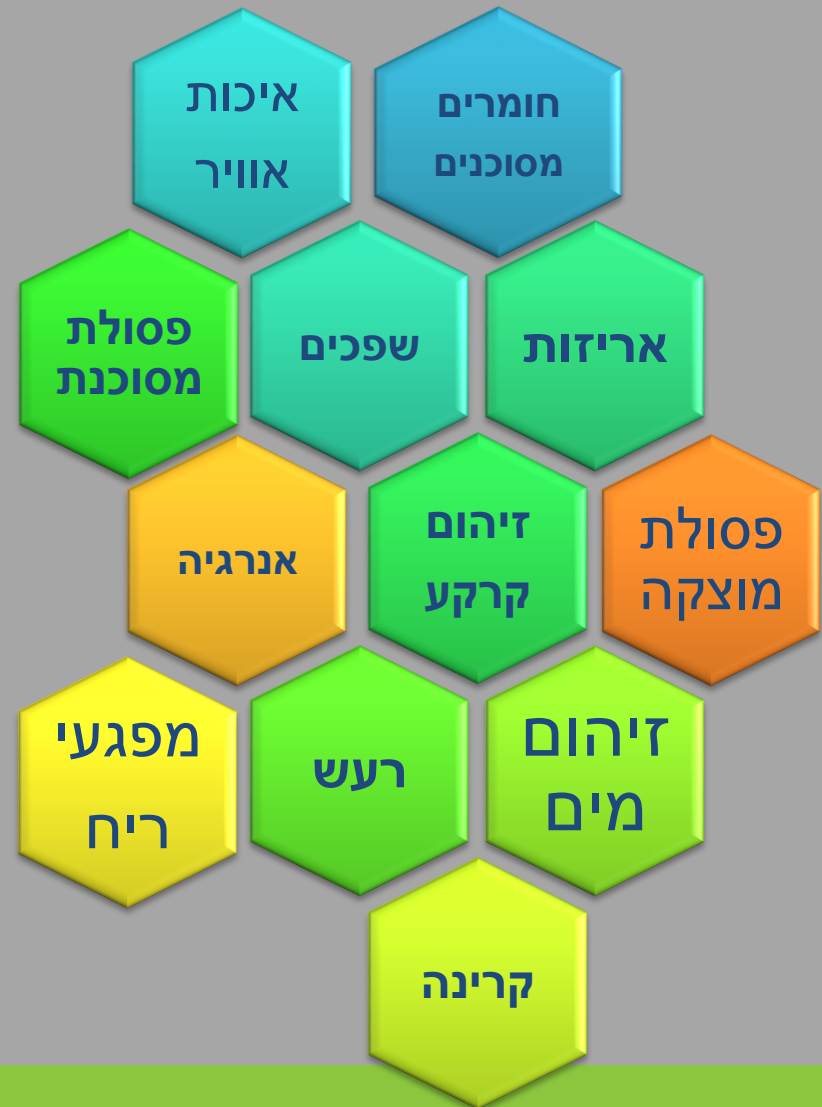 חומרים
מסוכנים
איכות
אוויר
אריזות
שפכים
פסולת
מסוכנת
פסולת
מוצקה
זיהום
קרקע
אנרגיה
זיהום
מים
רעש
מפגעי
ריח
קרינה